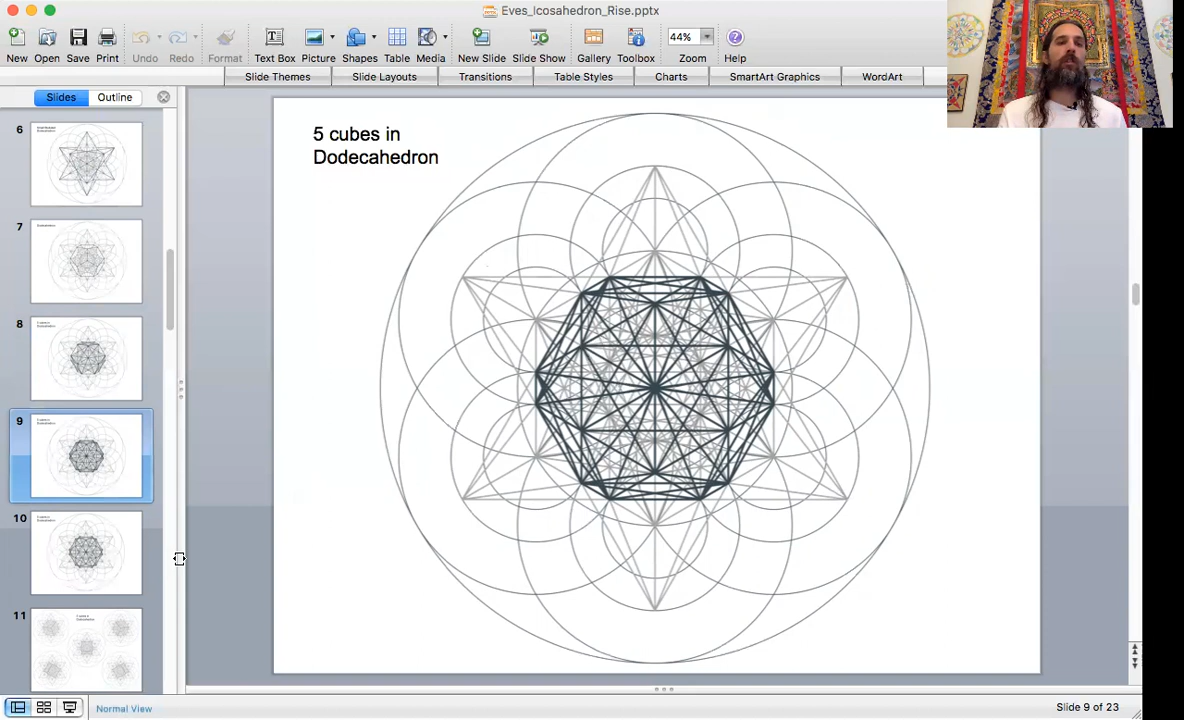 Eves_Icosahedron_Rise.pptx
New Open Save Print Undo Redo Format Text Box Picture Shapes Table Media New Slide Slide Show Gallery Toolbox 44% Zoom Help
Slide Themes Slide Layouts Transitions Table Styles Charts SmartArt Graphics WordArt
Slides Outline
5 cubes in
Dodecahedron
6
7
8
9
10
11
Normal View
Slide 9 of 23